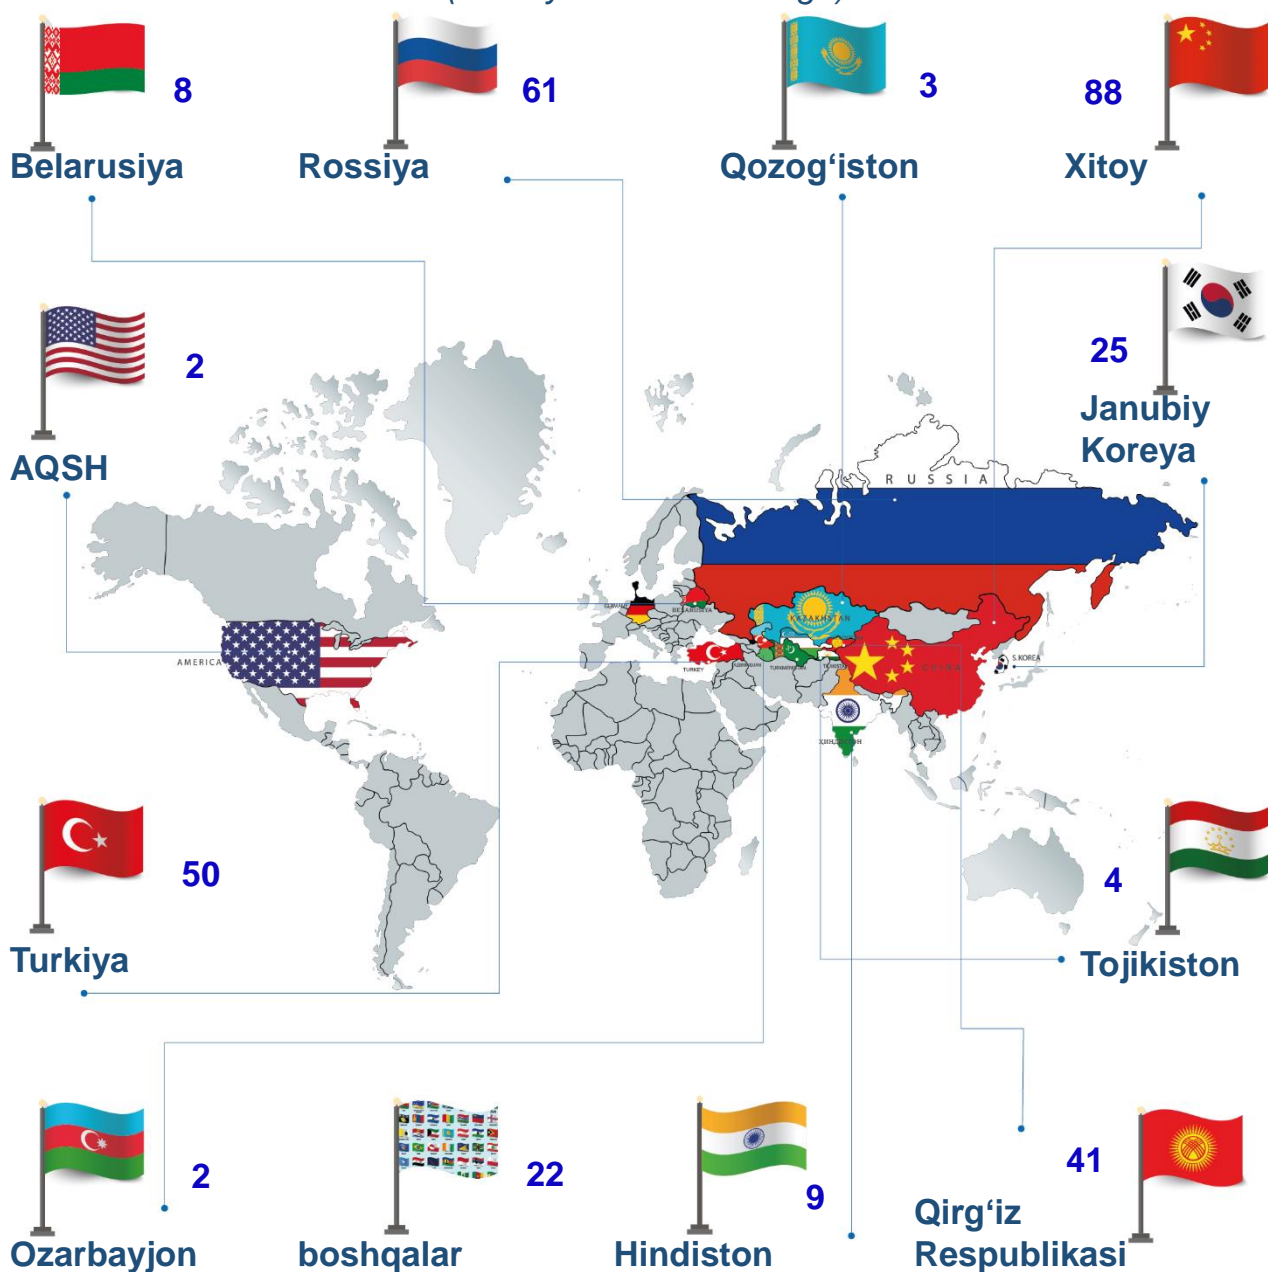 8
61
3
88
Belarusiya
Rossiya
Qozog‘iston
Xitoy
2
25
AQSH
Janubiy
Koreya
RUSSIA
KAZAKHSTAN
AMERICA
TURKEY
CHINA
S.KOREA
50
4
Turkiya
Tojikiston
2
22
9
41
Ozarbayjon
boshqalar
Hindiston
Qirg‘iz
Respublikasi